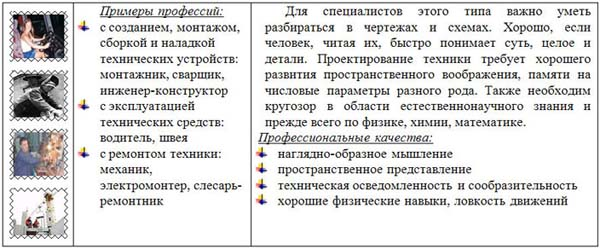 Примеры профессий:
с созданием, монтажом,
сборкой и наладкой
технических устройств:
монтажник, сварщик,
инженер-конструктор
с эксплуатацией
технических средств:
водитель, швея
с ремонтом техники:
механик,
электромонтер, слесарь-
ремонтник
Для специалистов этого типа важно уметь
разбираться в чертежах и схемах. Хорошо, если
человек, читая их, быстро понимает суть, целое и
детали. Проектирование техники требует хорошего
развития пространственного воображения, памяти на
числовые параметры разного рода. Также необходим
кругозор в области естественнонаучного знания и
прежде всего по физике, химии, математике.
Профессиональные качества:
наглядно-образное мышление
пространственное представление
техническая осведомленность и сообразительность
хорошие физические навыки, ловкость движений